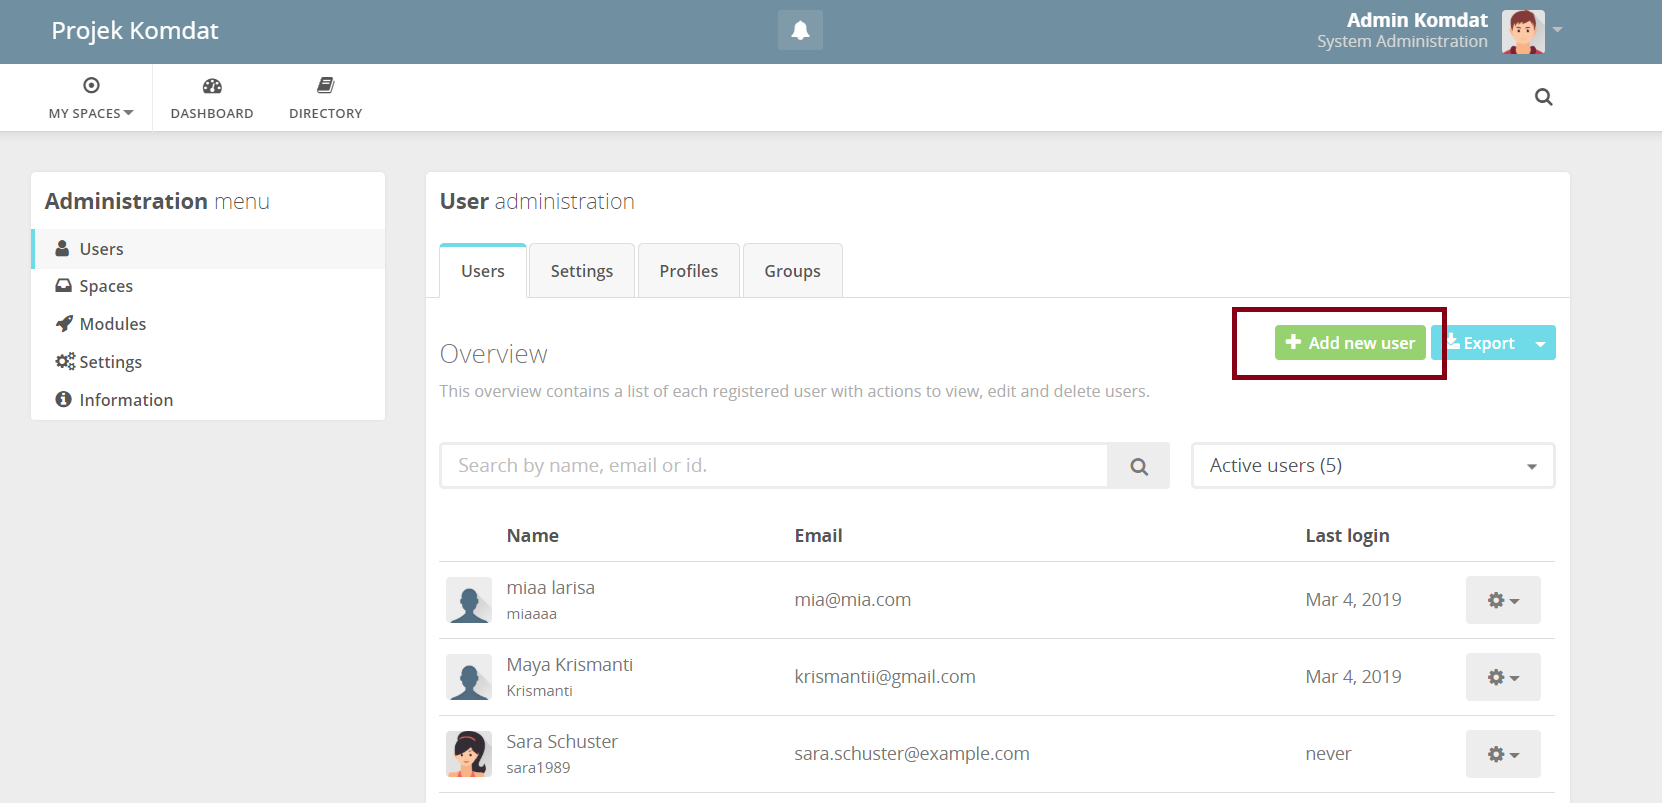 Projek Komdat
Admin Komdat
System Administration
MY SPACES
DASHBOARD
DIRECTORY
Administration menu
Users
Spaces
Modules
Settings
Information
User administration
Users
Settings
Profiles
Groups
Add new user
Export
Overview
This overview contains a list of each registered user with actions to view, edit and delete users.
Search by name, email or id.
Active users (5)
Name Email Last login
miaa larisa
miaaaa
mia@mia.com
Mar 4, 2019
Maya Krismanti
Krismanti
krismantii@gmail.com
Mar 4, 2019
Sara Schuster
sara1989
sara.schuster@example.com
never